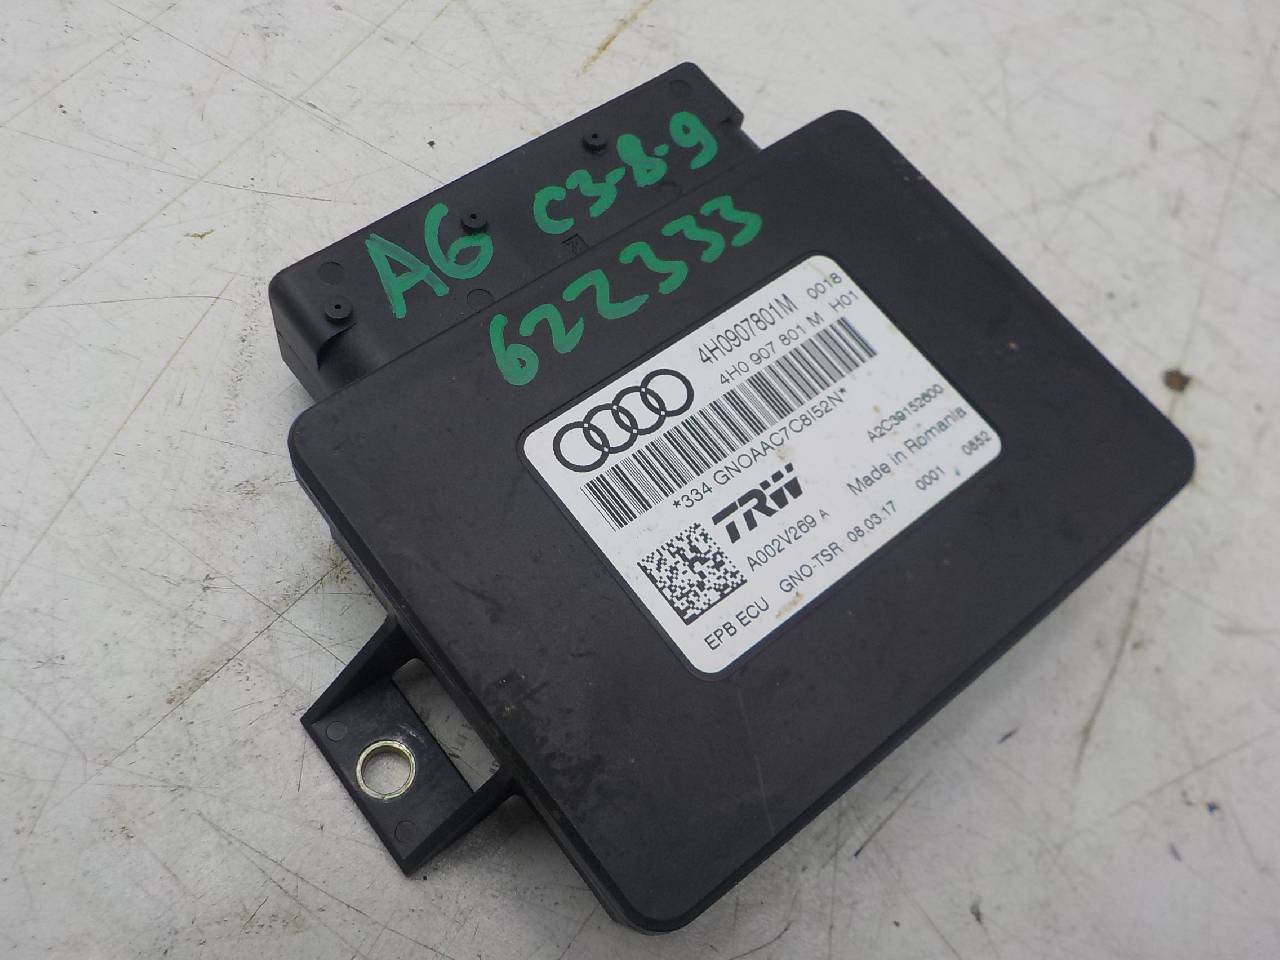 A6 C3-8-9
622333
4H0907801M 0018
4H0 907 801 M H01
*334 GNOAAC7C8I52N*
TRW
A2C39152600
A002V269 A Made in Romania
EPB ECU GNO-TSR 08.03.17 0001 0852